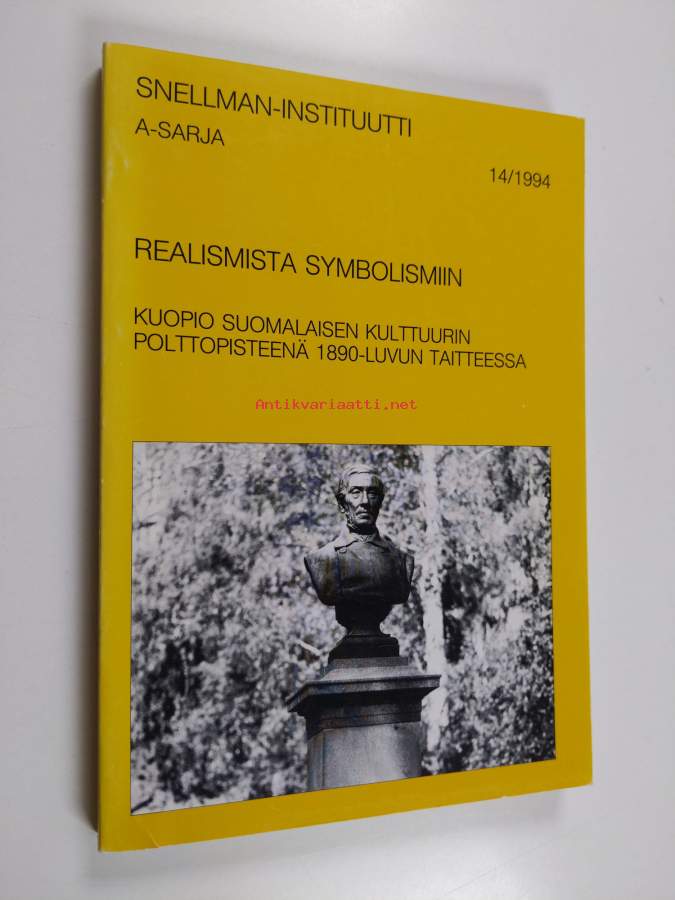 SNELLMAN-INSTITUUTTI
A-SARJA
14/1994
REALISMISTA SYMBOLISMIIN
KUOPIO SUOMALAISEN KULTTUURIN
POLTTOPISTEENÄ 1890-LUVUN TAITTEESSA
Antikvariaatti.net